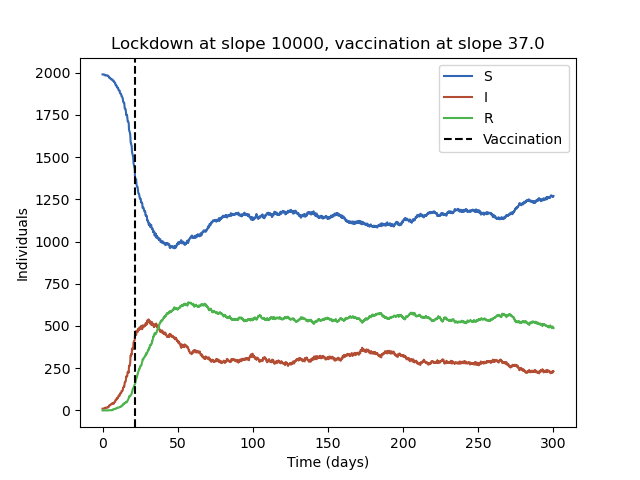 Lockdown at slope 10000, vaccination at slope 37.0
2000
1750
1500
1250
1000
750
500
250
0
Individuals
S
I
R
Vaccination
0 50 100 150 200 250 300
Time (days)